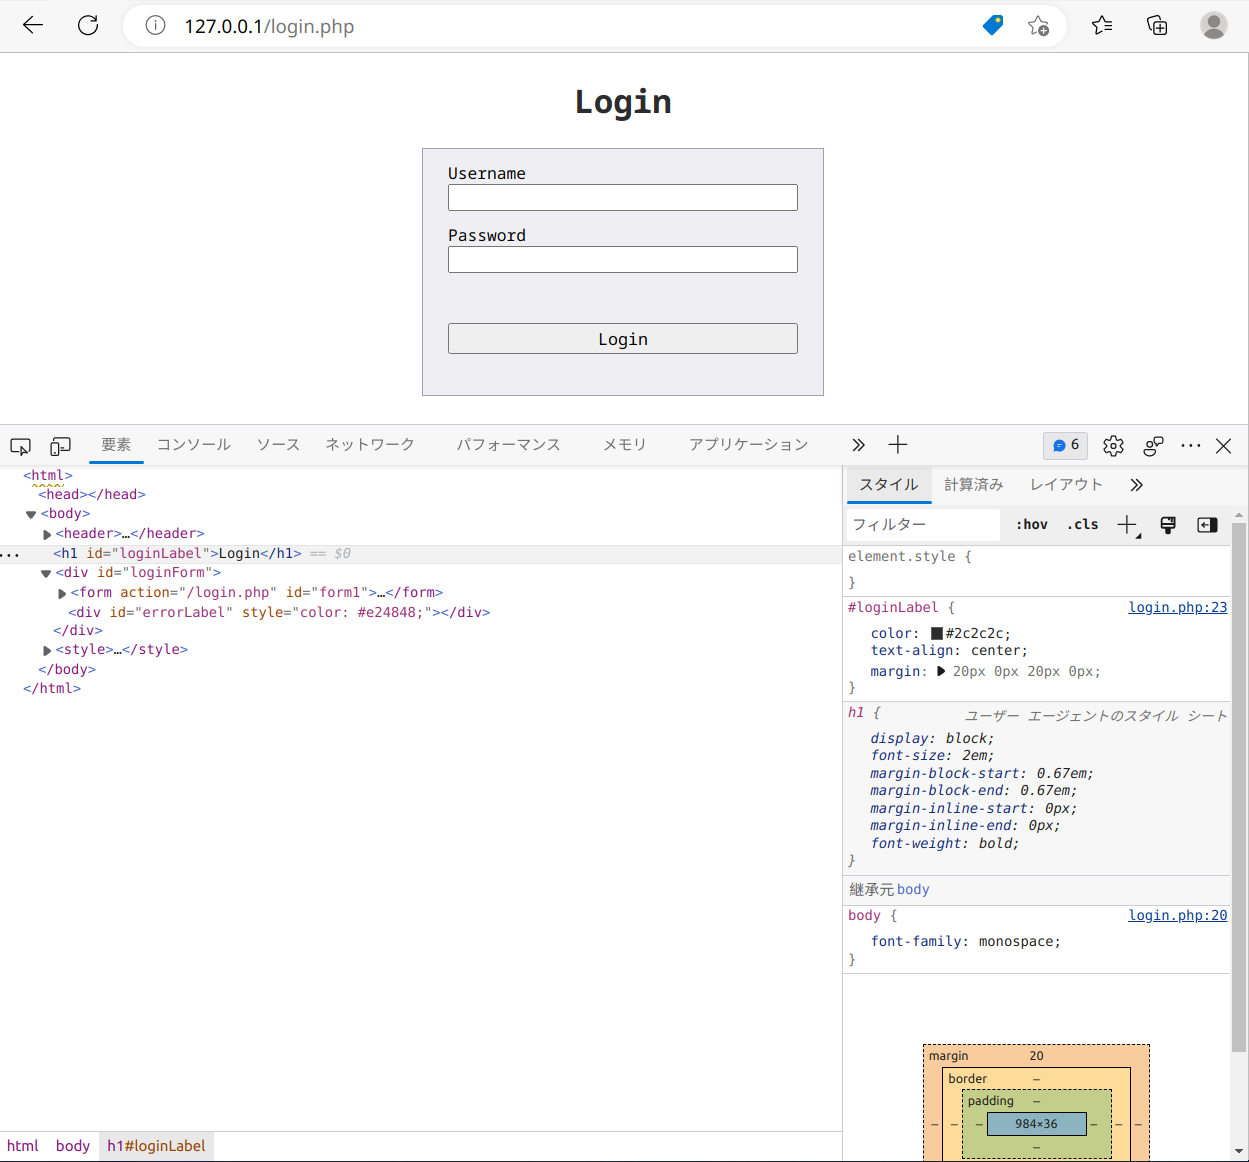 127.0.0.1/login.php
Login
Username
Password
Login
要素 コンソール ソース ネットワーク パフォーマンス メモリ アプリケーション 6
<html>
<head></head>
<body>
<header>…</header>
<h1 id="loginLabel">Login</h1> == $0
<div id="loginForm">
<form action="/login.php" id="form1">…</form>
<div id="errorLabel" style="color: #e24848;"></div>
</div>
<style>…</style>
</body>
</html>
html body h1#loginLabel
スタイル 計算済み レイアウト
フィルター :hov .cls
element.style {
}
#loginLabel { login.php:23
color: #2c2c2c;
text-align: center;
margin: 20px 0px 20px 0px;
}
h1 { ユーザー エージェントのスタイル シート
display: block;
font-size: 2em;
margin-block-start: 0.67em;
margin-block-end: 0.67em;
margin-inline-start: 0px;
margin-inline-end: 0px;
font-weight: bold;
}
継承元 body
body { login.php:20
font-family: monospace;
}
margin 20
border –
padding –
– – – 984×36 – – –
–